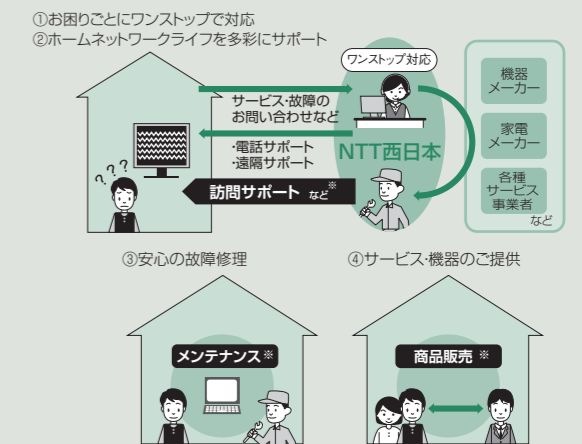 ①お困りごとにワンストップで対応
②ホームネットワークライフを多彩にサポート
ワンストップ対応
サービス・故障の
お問い合わせなど
・電話サポート
・遠隔サポート
訪問サポート など※
???
NTT西日本
機器
メーカー
家電
メーカー
各種
サービス
事業者
など
③安心の故障修理
メンテナンス※
④サービス・機器のご提供
商品販売 ※